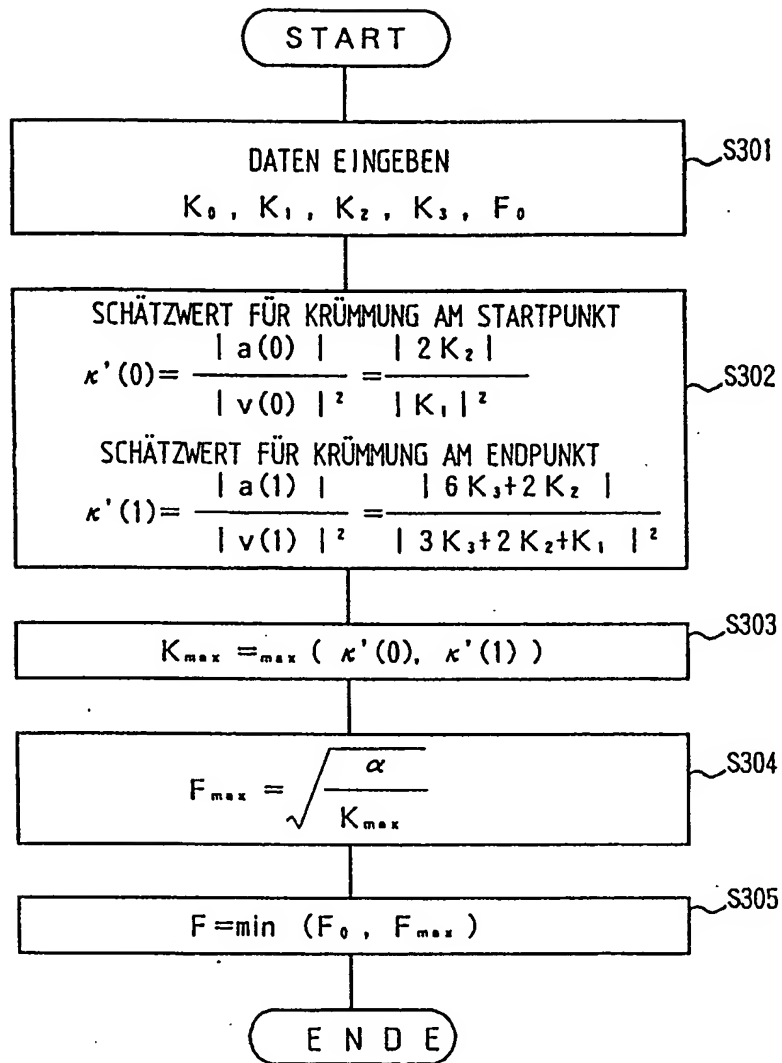 START
DATEN EINGEBEN
K₀, K₁, K₂, K₃, F₀
S301
SCHÄTZWERT FÜR KRÜMMUNG AM STARTPUNKT
κ'(0)= | a(0) | / | v(0) |² = | 2K₂ | / | K₁ |²
S302
SCHÄTZWERT FÜR KRÜMMUNG AM ENDPUNKT
κ'(1)= | a(1) | / | v(1) |² = | 6K₃+2K₂ | / | 3K₃+2K₂+K₁ |²
S303
Kmax =max ( κ'(0), κ'(1) )
S304
Fmax = √(α / Kmax)
S305
F=min (F₀, Fmax)
ENDE